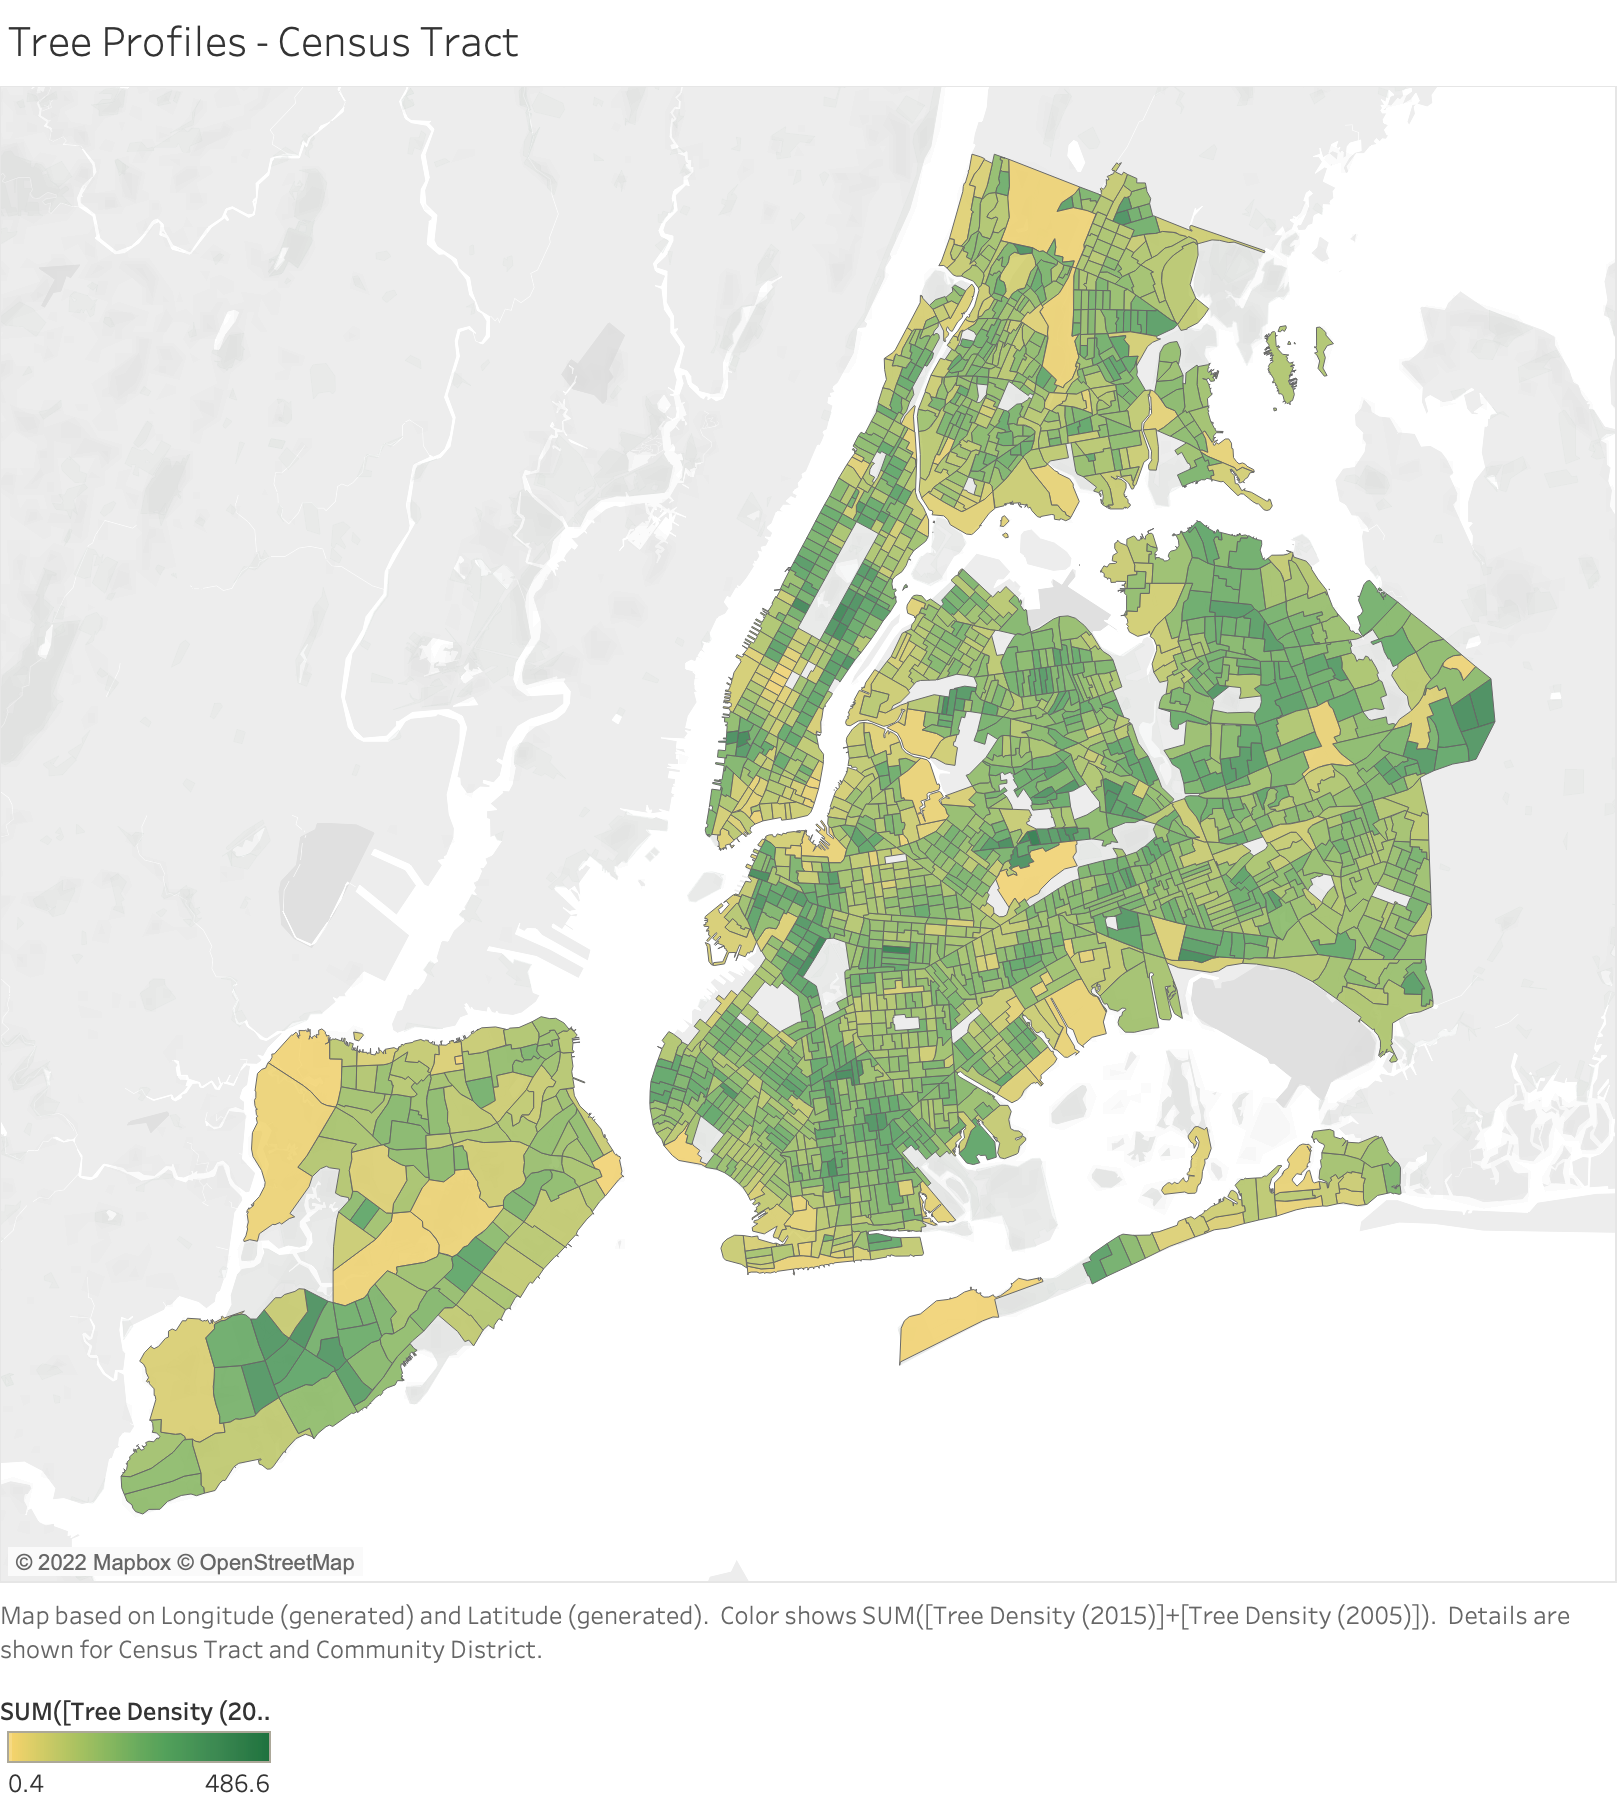 Tree Profiles - Census Tract
© 2022 Mapbox © OpenStreetMap
Map based on Longitude (generated) and Latitude (generated). Color shows SUM([Tree Density (2015)]+[Tree Density (2005)]). Details are
shown for Census Tract and Community District.
SUM([Tree Density (20..
0.4 486.6